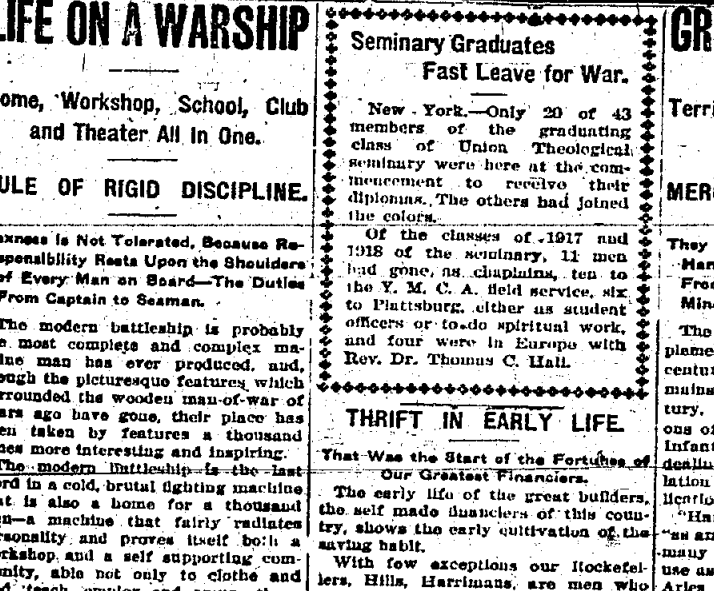 LIFE ON A WARSHIP
ome, Workshop, School, Club
and Theater All In One.
ULE OF RIGID DISCIPLINE.
axness Is Not Tolerated, Because Re-
sponsibility Rests Upon the Shoulders
of Every Man on Board—The Duties
From Captain to Seaman.
The modern battleship is probably
e most complete and complex ma-
ine man has ever produced, and,
ough the picturesque features which
rrounded the wooden man-of-war of
ars ago have gone, their place has
en taken by features a thousand
mes more interesting and inspiring.
The modern battleship is the last
ord in a cold, brutal fighting machine
at is also a home for a thousand
n—a machine that fairly radiates
rsonality and proves itself both a
rkshop and a self supporting com-
nity, able not only to clothe and
Seminary Graduates
Fast Leave for War.
New York.—Only 20 of 43
members of the graduating
class of Union Theological
seminary were here at the com-
mencement to receive their
diplomas. The others had joined
the colors.
Of the classes of 1917 and
1918 of the seminary, 11 men
had gone as chaplains, ten to
the Y. M. C. A. field service, six
to Plattsburg, either as student
officers or to do spiritual work,
and four were in Europe with
Rev. Dr. Thomas C. Hall.
THRIFT IN EARLY LIFE.
That Was the Start of the Fortunes of
Our Greatest Financiers.
The early life of the great builders,
the self made financiers of this coun-
try, shows the early cultivation of the
saving habit.
With few exceptions our Rockefel-
lers, Hills, Harrimans, are men who
GR
Terri
MER
They
Han
Fro
Min
The
plame
centu
mains
tury.
ons of
Infant
dealin
lation
"Ha
"as an
many
use as
Arles